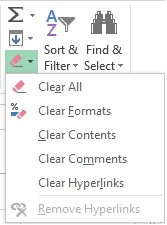 Sort & Find &
Filter Select
Clear All
Clear Formats
Clear Contents
Clear Comments
Clear Hyperlinks
Remove Hyperlinks